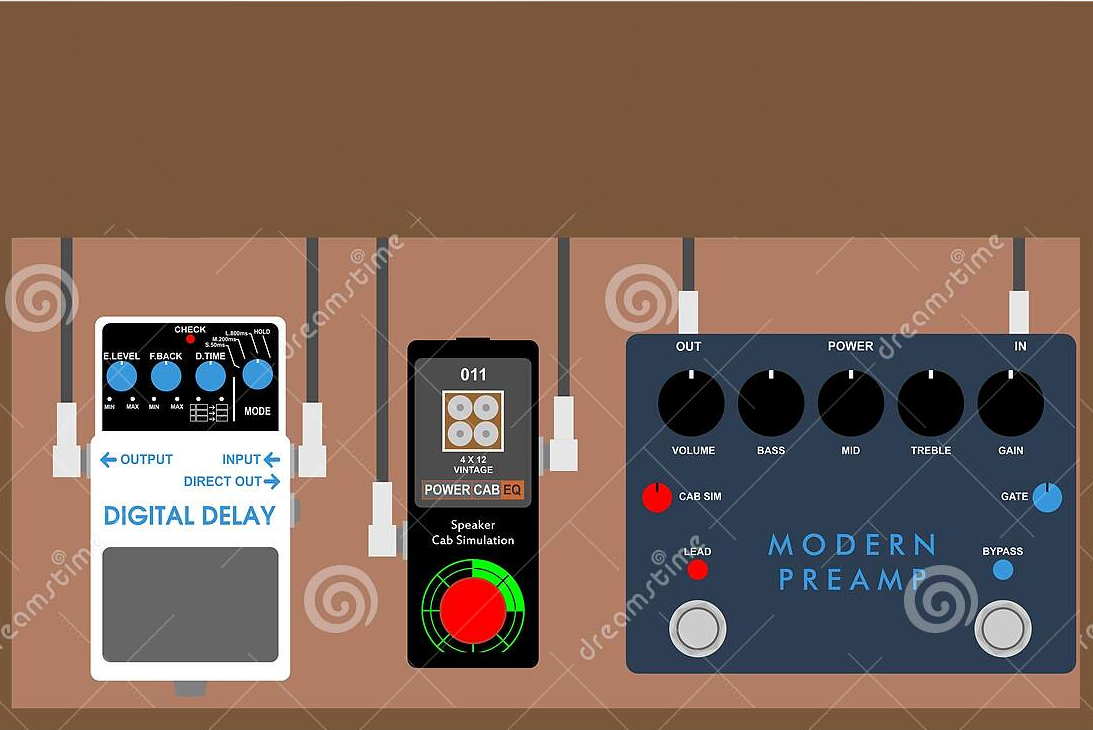 CHECK
HOLD
L.800ms
M.200ms
S.50ms
E.LEVEL F.BACK D.TIME
MIN MAX MIN MAX
MODE
OUTPUT INPUT
DIRECT OUT
DIGITAL DELAY
011
4 X 12
VINTAGE
POWER CAB EQ
Speaker
Cab Simulation
OUT POWER IN
VOLUME BASS MID TREBLE GAIN
CAB SIM GATE
LEAD BYPASS
MODERN
PREAMP
dreamstime
dreamstime
dreamstime
dreamstime
dreamstime